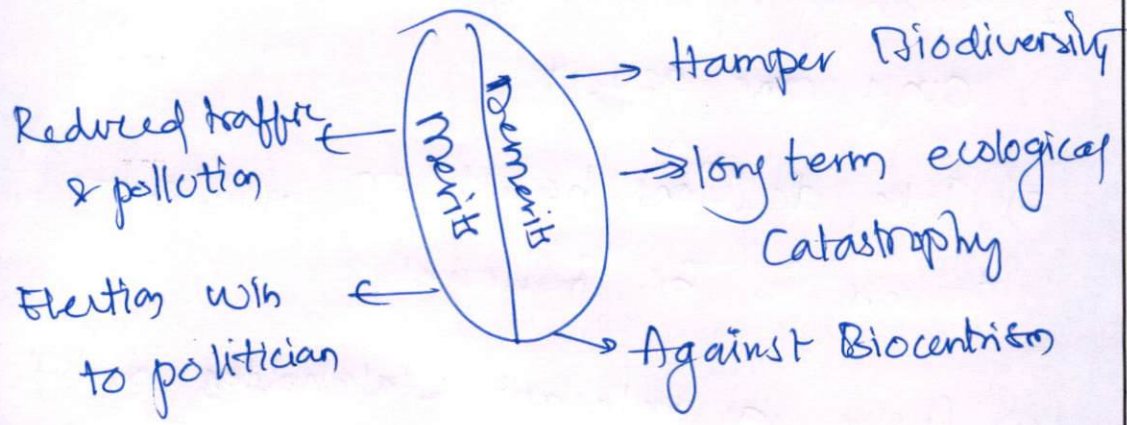 Reduced traffic
& pollution
Election win
to politician
Merits
Demerits
Hamper Biodiversity
long term ecological
Catastrophy
Against Biocentrism